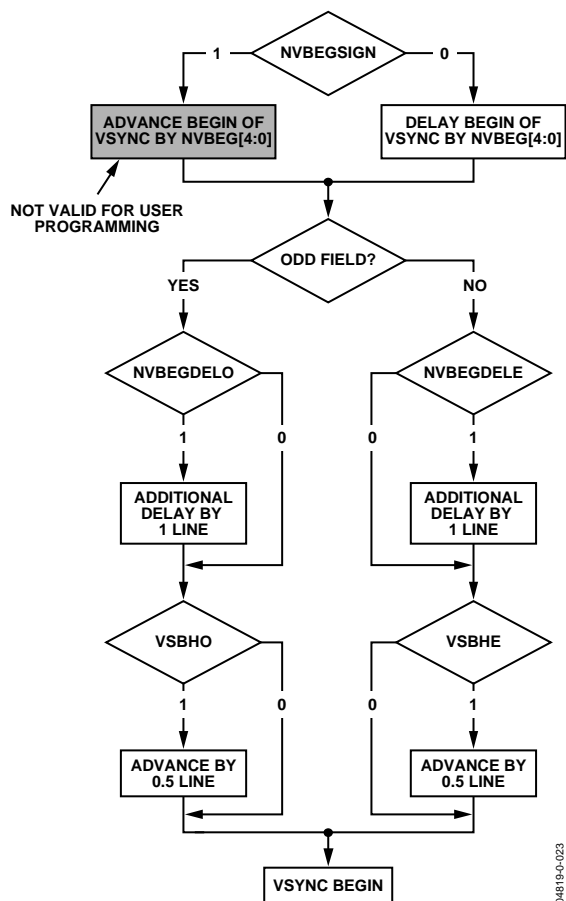 NVBEGSIGN
1
0
ADVANCE BEGIN OF
VSYNC BY NVBEG[4:0]
DELAY BEGIN OF
VSYNC BY NVBEG[4:0]
NOT VALID FOR USER
PROGRAMMING
ODD FIELD?
YES
NO
NVBEGDELO
NVBEGDELE
1
0
0
1
ADDITIONAL
DELAY BY
1 LINE
ADDITIONAL
DELAY BY
1 LINE
VSBHO
VSBHE
1
0
0
1
ADVANCE BY
0.5 LINE
ADVANCE BY
0.5 LINE
VSYNC BEGIN
04819-0-023